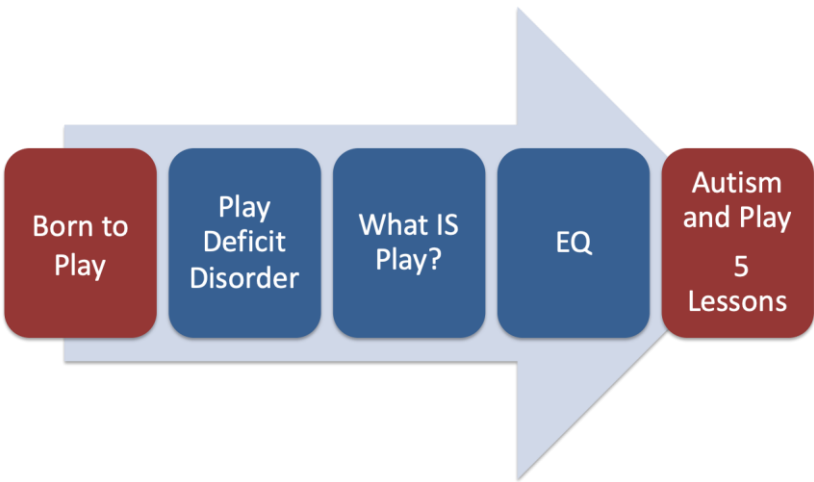 Born to
Play
Play
Deficit
Disorder
What IS
Play?
EQ
Autism
and Play
5
Lessons